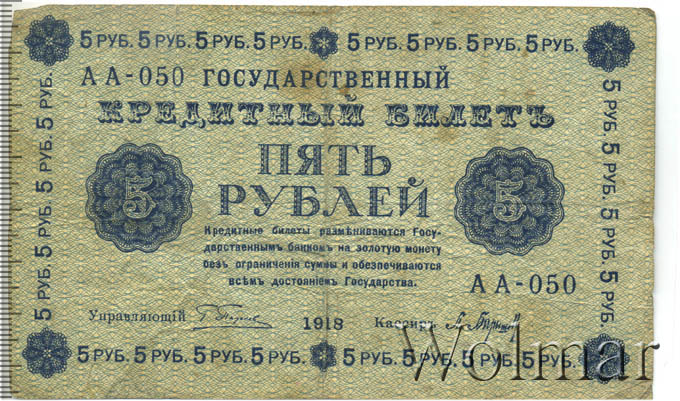 5 РУБ. 5 РУБ. 5 РУБ. 5 РУБ. 5 РУБ. 5 РУБ. 5 РУБ. 5 РУБ.
АА-050 ГОСУДАРСТВЕННЫЙ
КРЕДИТНЫЙ БИЛЕТЪ
ПЯТЬ
РУБЛЕЙ
5
5
Кредитные билеты размѣниваются Госу-
дарственнымъ банкомъ на золотую монету
безъ ограниченія суммы и обезпечиваются
всѣмъ достояніемъ Государства.
АА-050
Управляющій
1918
Кассиръ
5 РУБ. 5 РУБ. 5 РУБ. 5 РУБ. 5 РУБ. 5 РУБ. 5 РУБ. 5 РУБ.
5 РУБ. 5 РУБ. 5 РУБ. 5 РУБ.
5 РУБ. 5 РУБ. 5 РУБ. 5 РУБ.
Wolmar